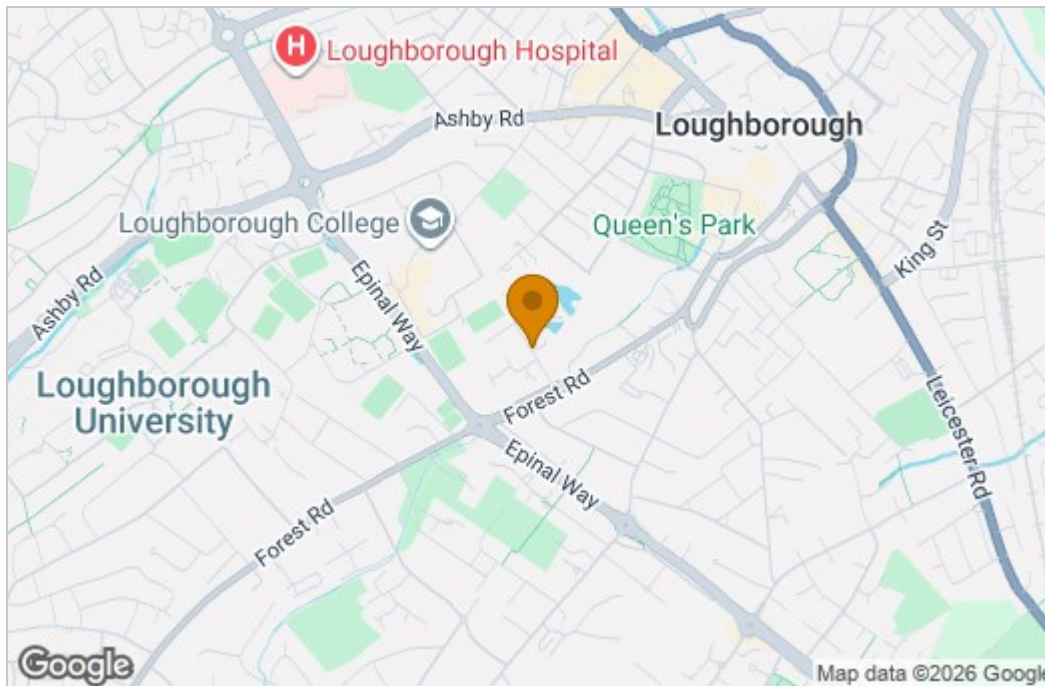 H
Loughborough Hospital
Ashby Rd
Loughborough
Loughborough College
Queen's Park
King St
Epinal Way
Ashby Rd
Loughborough
University
Forest Rd
Leicester Rd
Epinal Way
Forest Rd
Google
Map data ©2026 Google